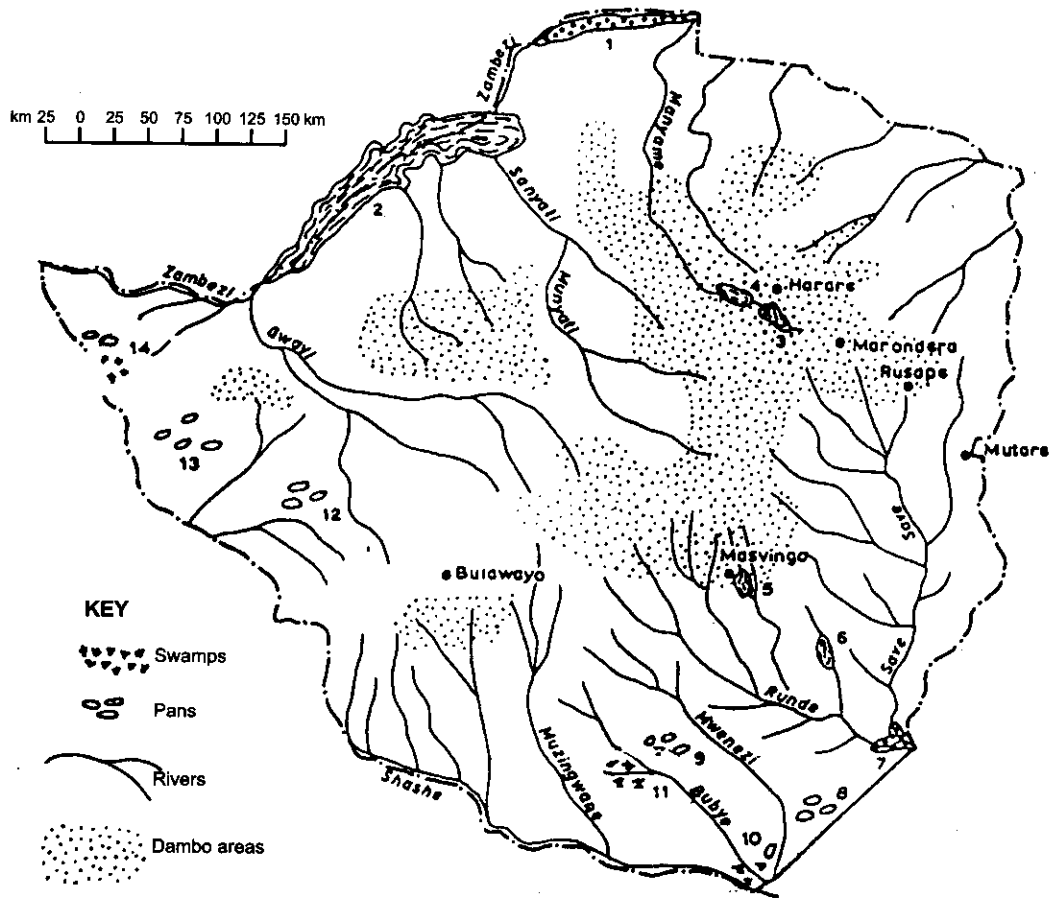 1
Zambezi
km 25 0 25 50 75 100 125 150 km
Manyame
2
Sanyati
Munyati
Zambezi
4
Harare
3
14
Gwayi
Marondera
Rusape
13
Mutare
12
Save
Masvingo
Bulawayo
5
KEY
6
Swamps
Save
Pans
Runde
Mwenezi
9
7
Rivers
Shashe
Muzingwane
11
Bubye
8
10
Dambo areas